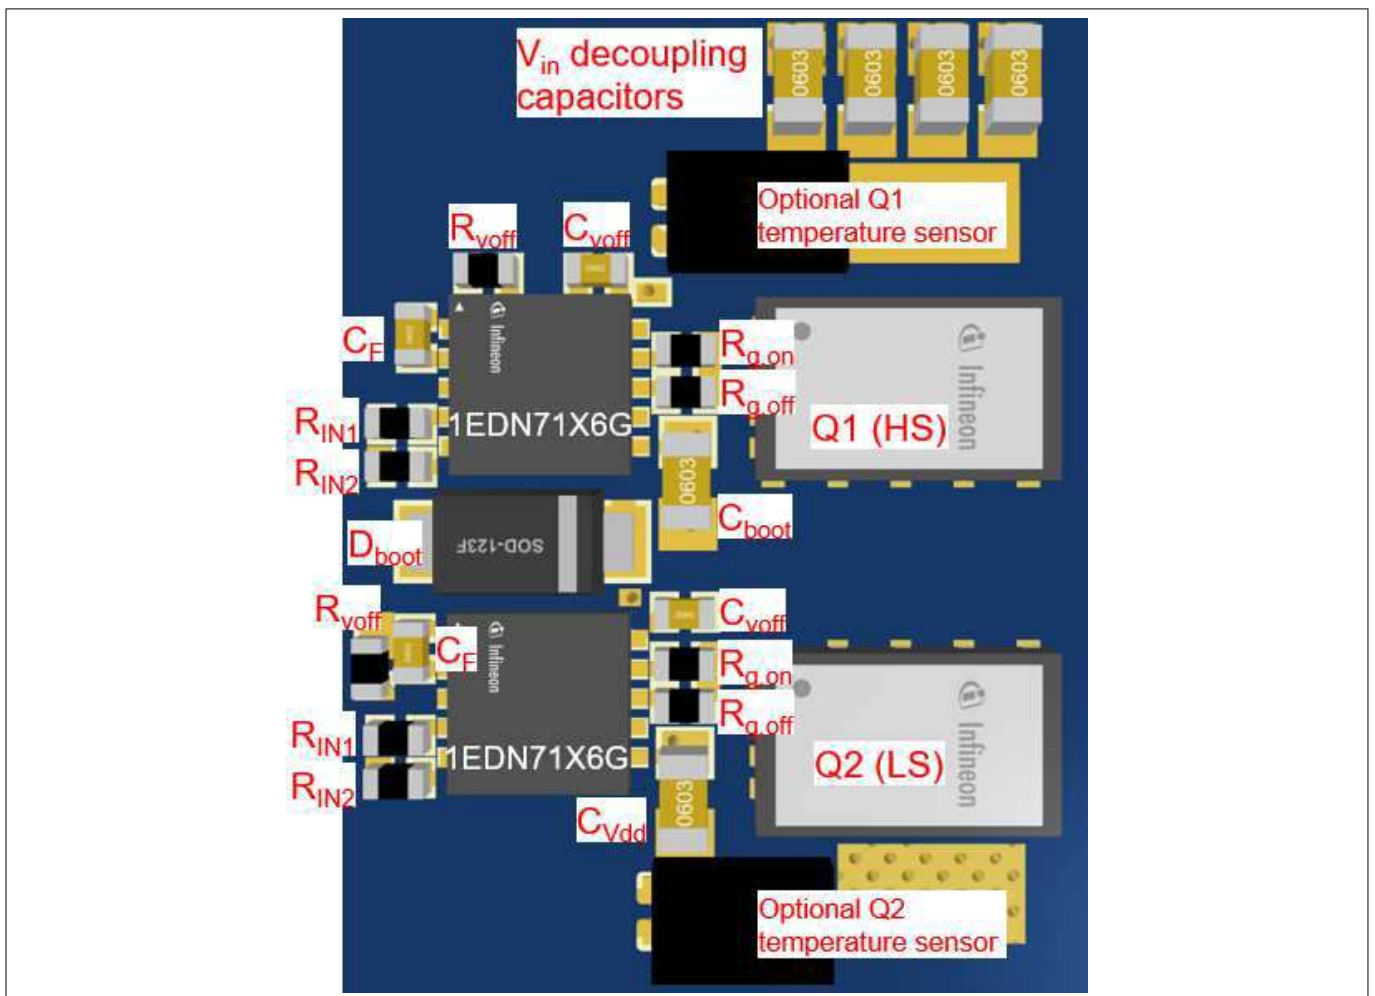 Vin decoupling
capacitors
0603
0603
0603
0603
Optional Q1
temperature sensor
Rvoff
Cvoff
CF
Infineon
Rg,on
Rg,off
RIN1
1EDN71X6G
Q1 (HS)
Infineon
RIN2
0603
Cboot
Dboot
SOD-123F
Rvoff
Cvoff
CF
Infineon
Rg,on
Rg,off
RIN1
1EDN71X6G
Q2 (LS)
Infineon
RIN2
0603
CVdd
Optional Q2
temperature sensor